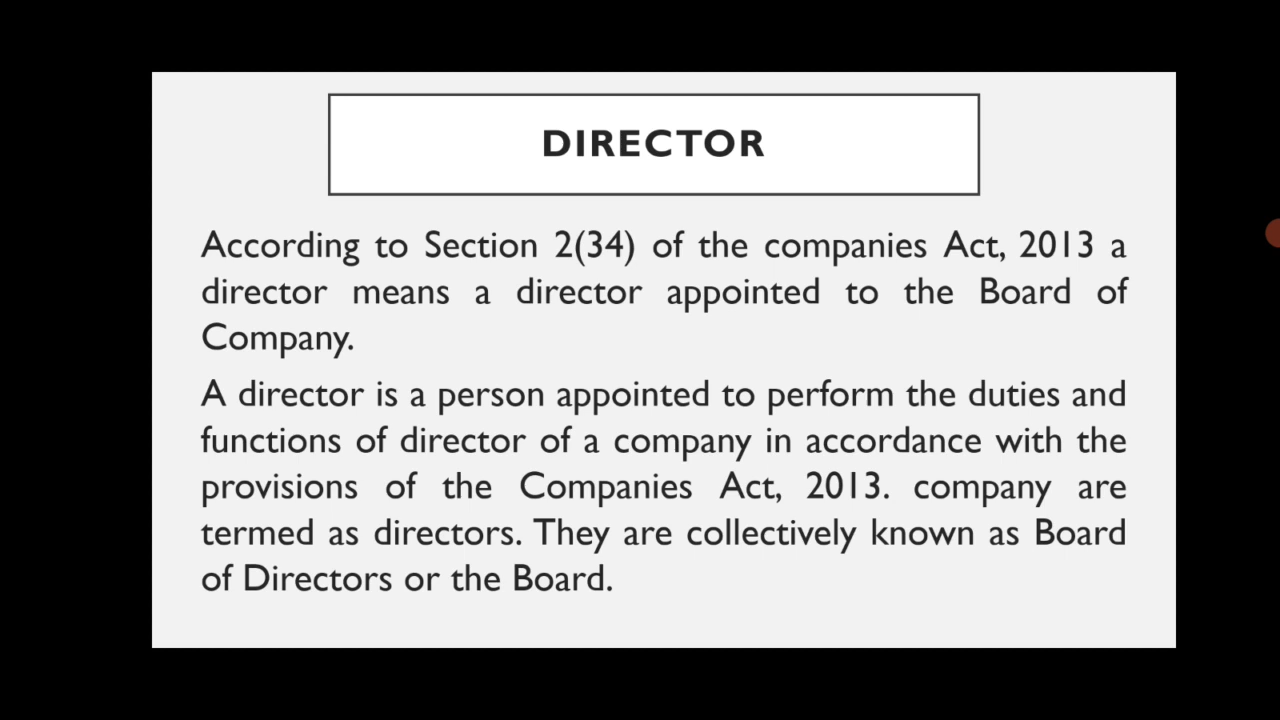 DIRECTOR
According to Section 2(34) of the companies Act, 2013 a
director means a director appointed to the Board of
Company.
A director is a person appointed to perform the duties and
functions of director of a company in accordance with the
provisions of the Companies Act, 2013. company are
termed as directors. They are collectively known as Board
of Directors or the Board.